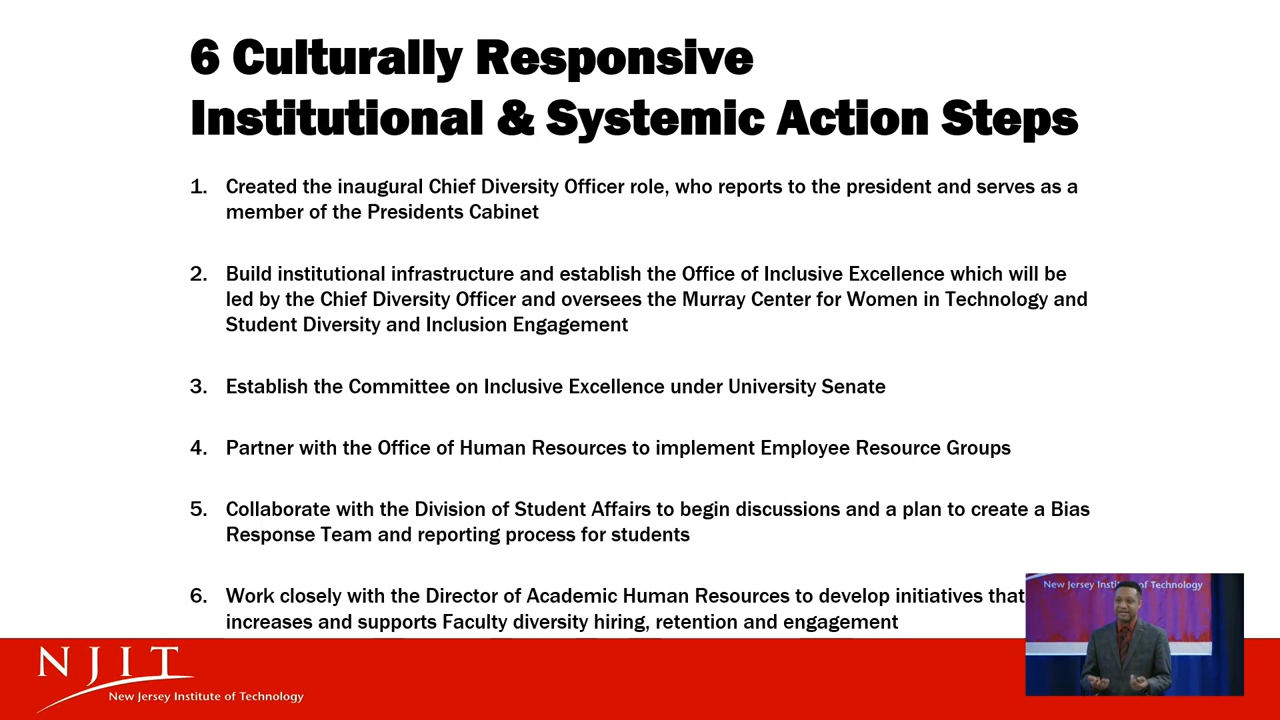 6 Culturally Responsive
Institutional & Systemic Action Steps
1. Created the inaugural Chief Diversity Officer role, who reports to the president and serves as a
member of the Presidents Cabinet
2. Build institutional infrastructure and establish the Office of Inclusive Excellence which will be
led by the Chief Diversity Officer and oversees the Murray Center for Women in Technology and
Student Diversity and Inclusion Engagement
3. Establish the Committee on Inclusive Excellence under University Senate
4. Partner with the Office of Human Resources to implement Employee Resource Groups
5. Collaborate with the Division of Student Affairs to begin discussions and a plan to create a Bias
Response Team and reporting process for students
6. Work closely with the Director of Academic Human Resources to develop initiatives that
increases and supports Faculty diversity hiring, retention and engagement
NJIT
New Jersey Institute of Technology
New Jersey Institute of Technology